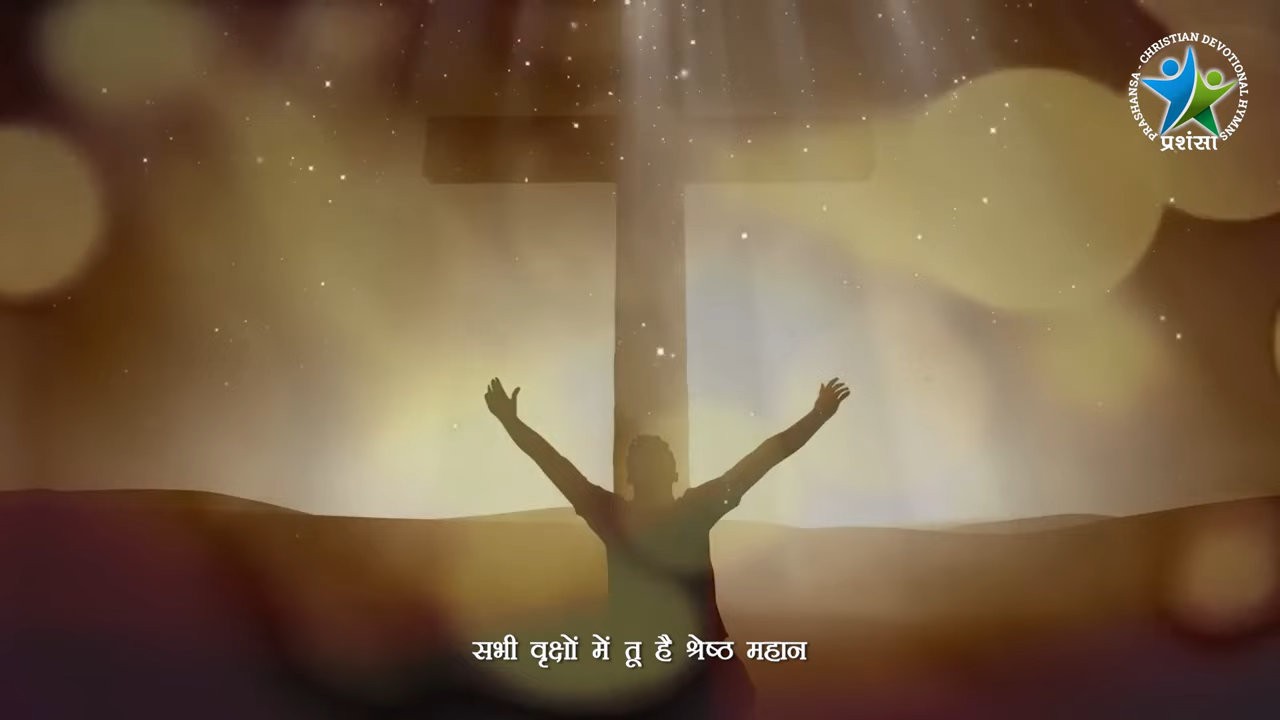 PRASHANSA - CHRISTIAN DEVOTIONAL HYMNS
प्रशंसा
सभी वृक्षों में तू है श्रेष्ठ महान